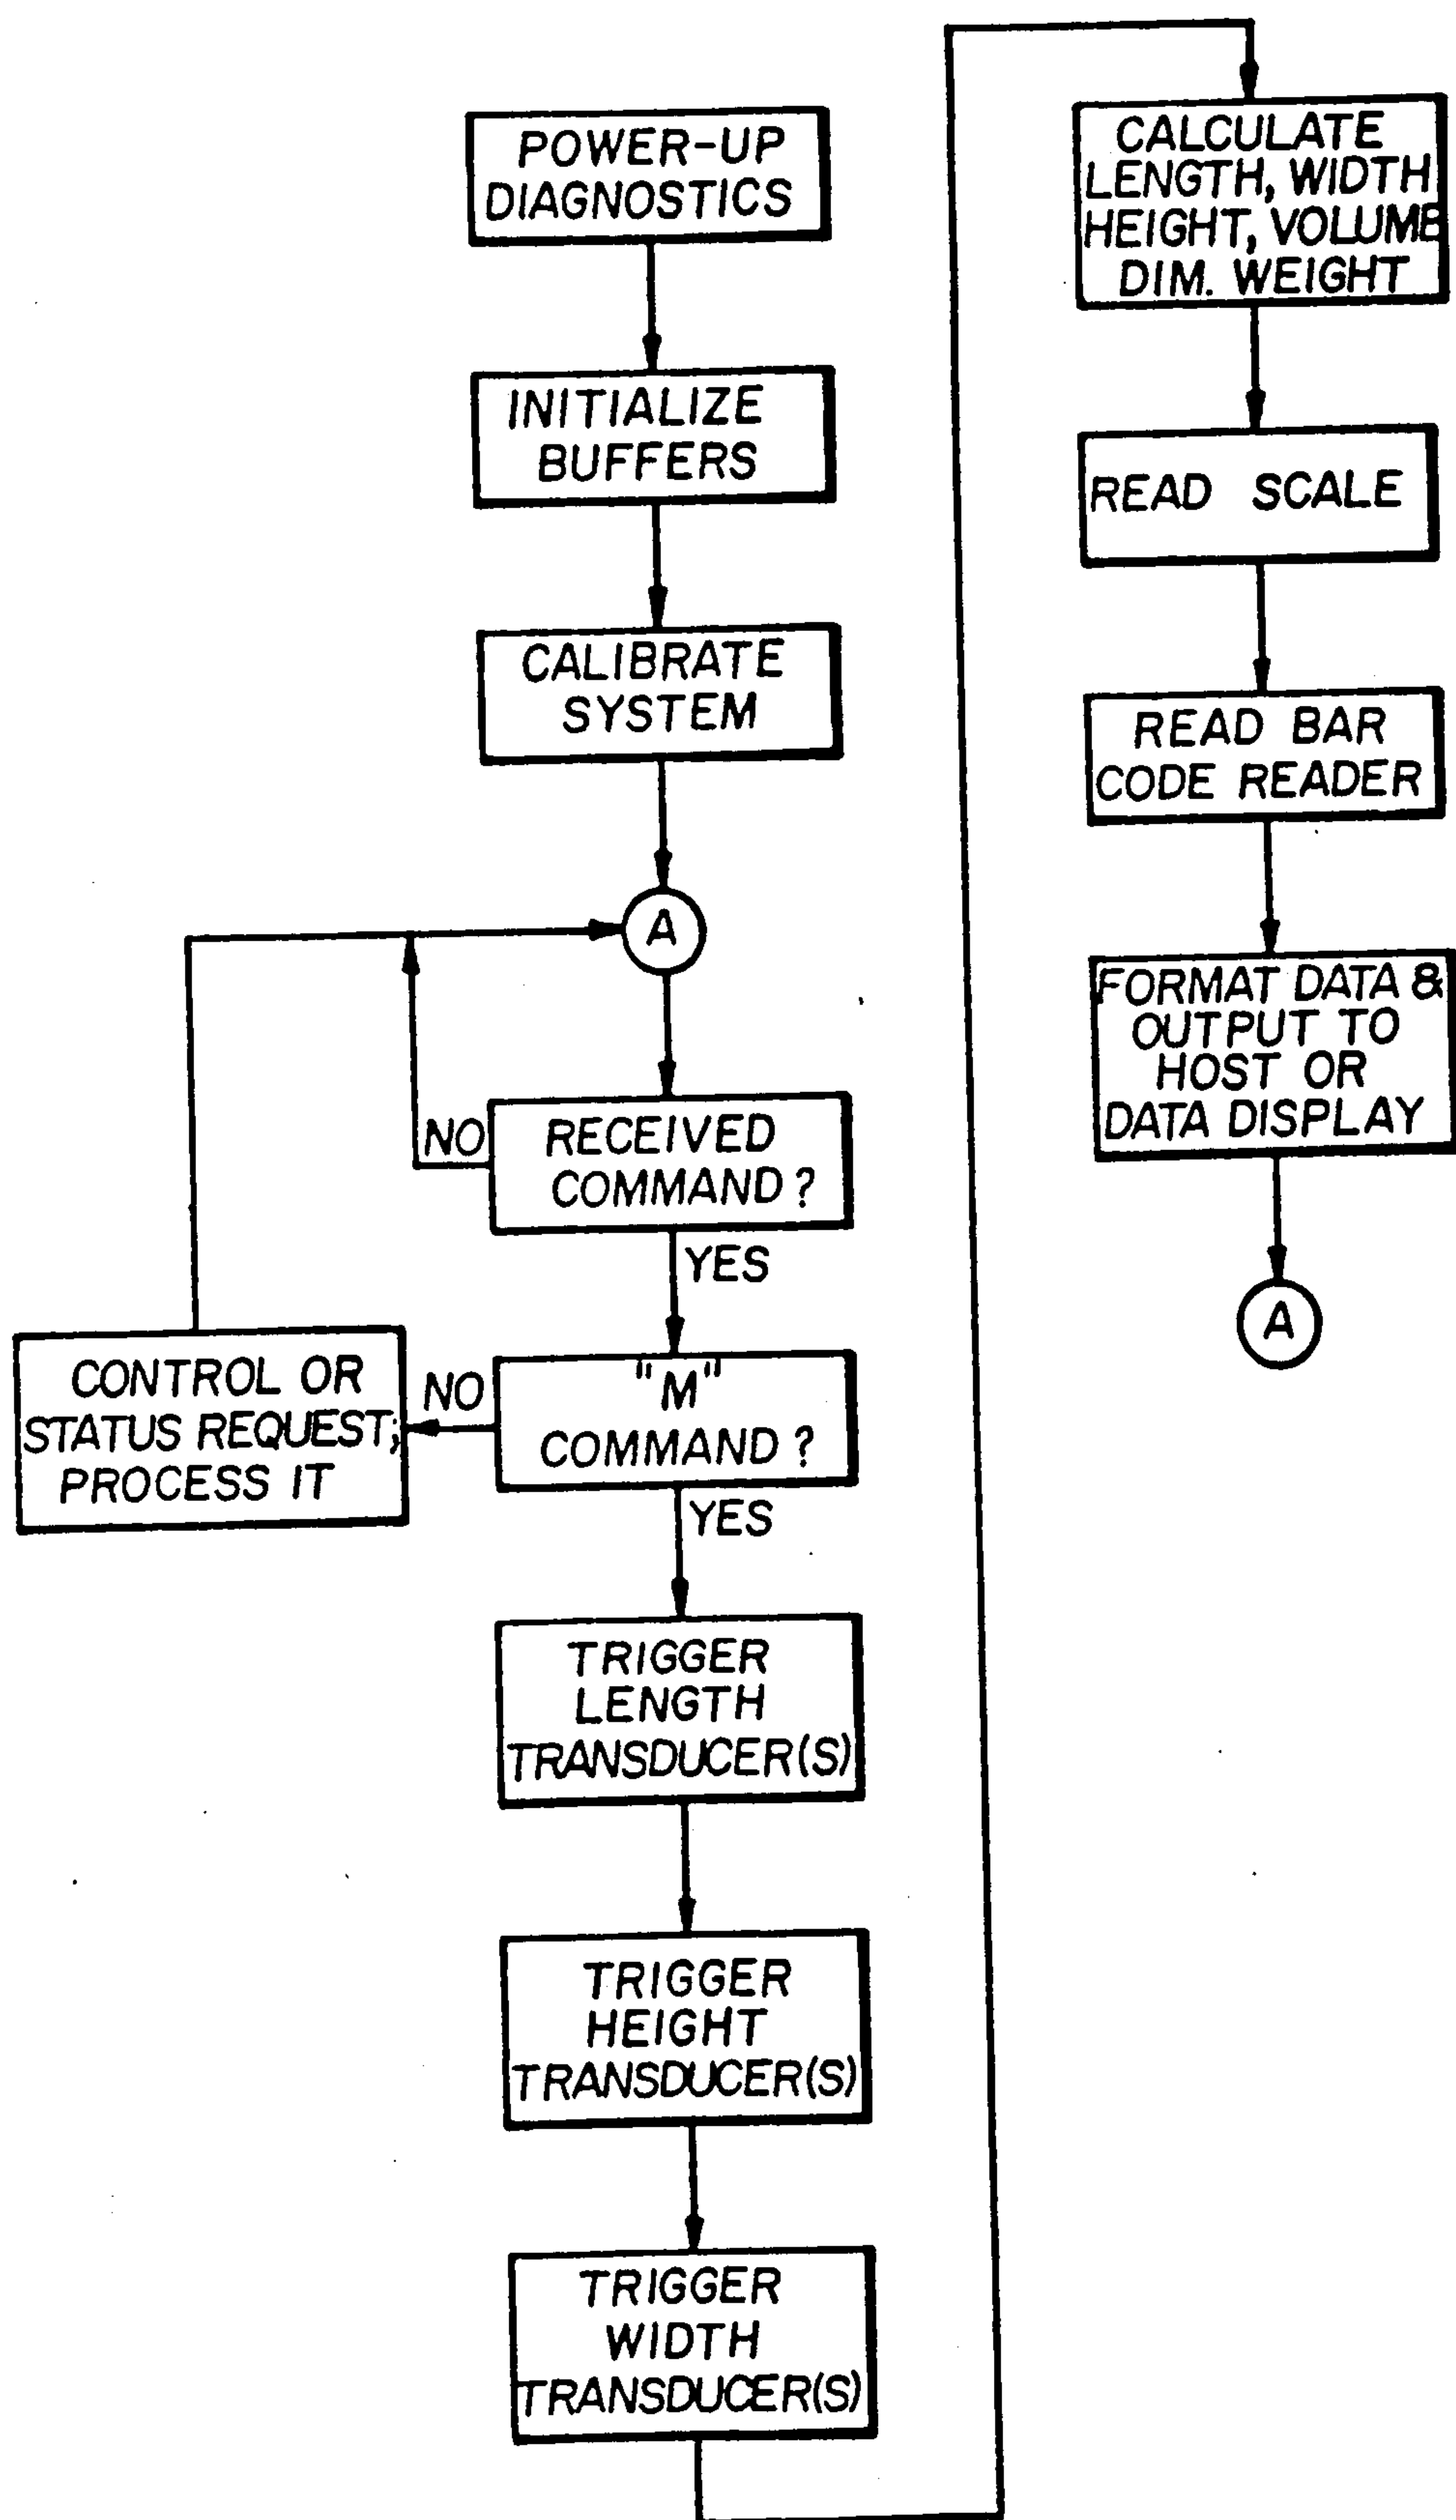 POWER-UP
DIAGNOSTICS
INITIALIZE
BUFFERS
CALIBRATE
SYSTEM
A
NO
RECEIVED
COMMAND?
YES
CONTROL OR
STATUS REQUEST;
PROCESS IT
NO
"M"
COMMAND?
YES
TRIGGER
LENGTH
TRANSDUCER(S)
TRIGGER
HEIGHT
TRANSDUCER(S)
TRIGGER
WIDTH
TRANSDUCER(S)
CALCULATE
LENGTH, WIDTH
HEIGHT, VOLUME
DIM. WEIGHT
READ SCALE
READ BAR
CODE READER
FORMAT DATA &
OUTPUT TO
HOST OR
DATA DISPLAY
A